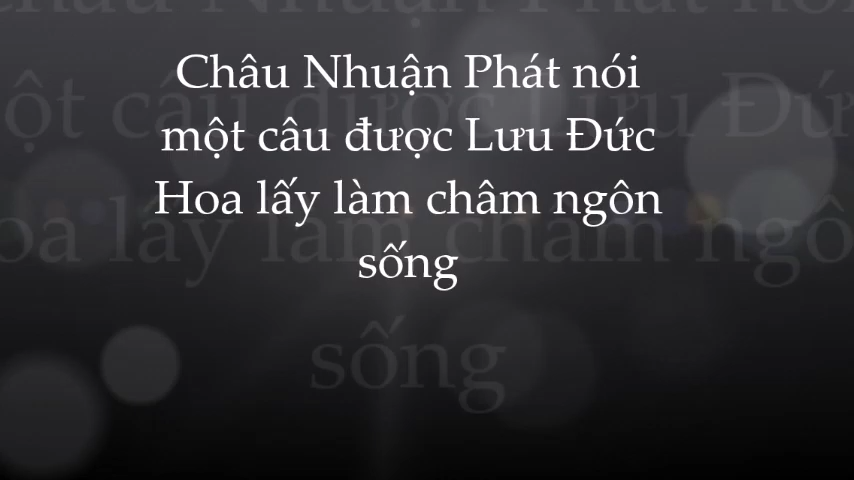 Châu Nhuận Phát nói
một câu được Lưu Đức
Hoa lấy làm châm ngôn
sống